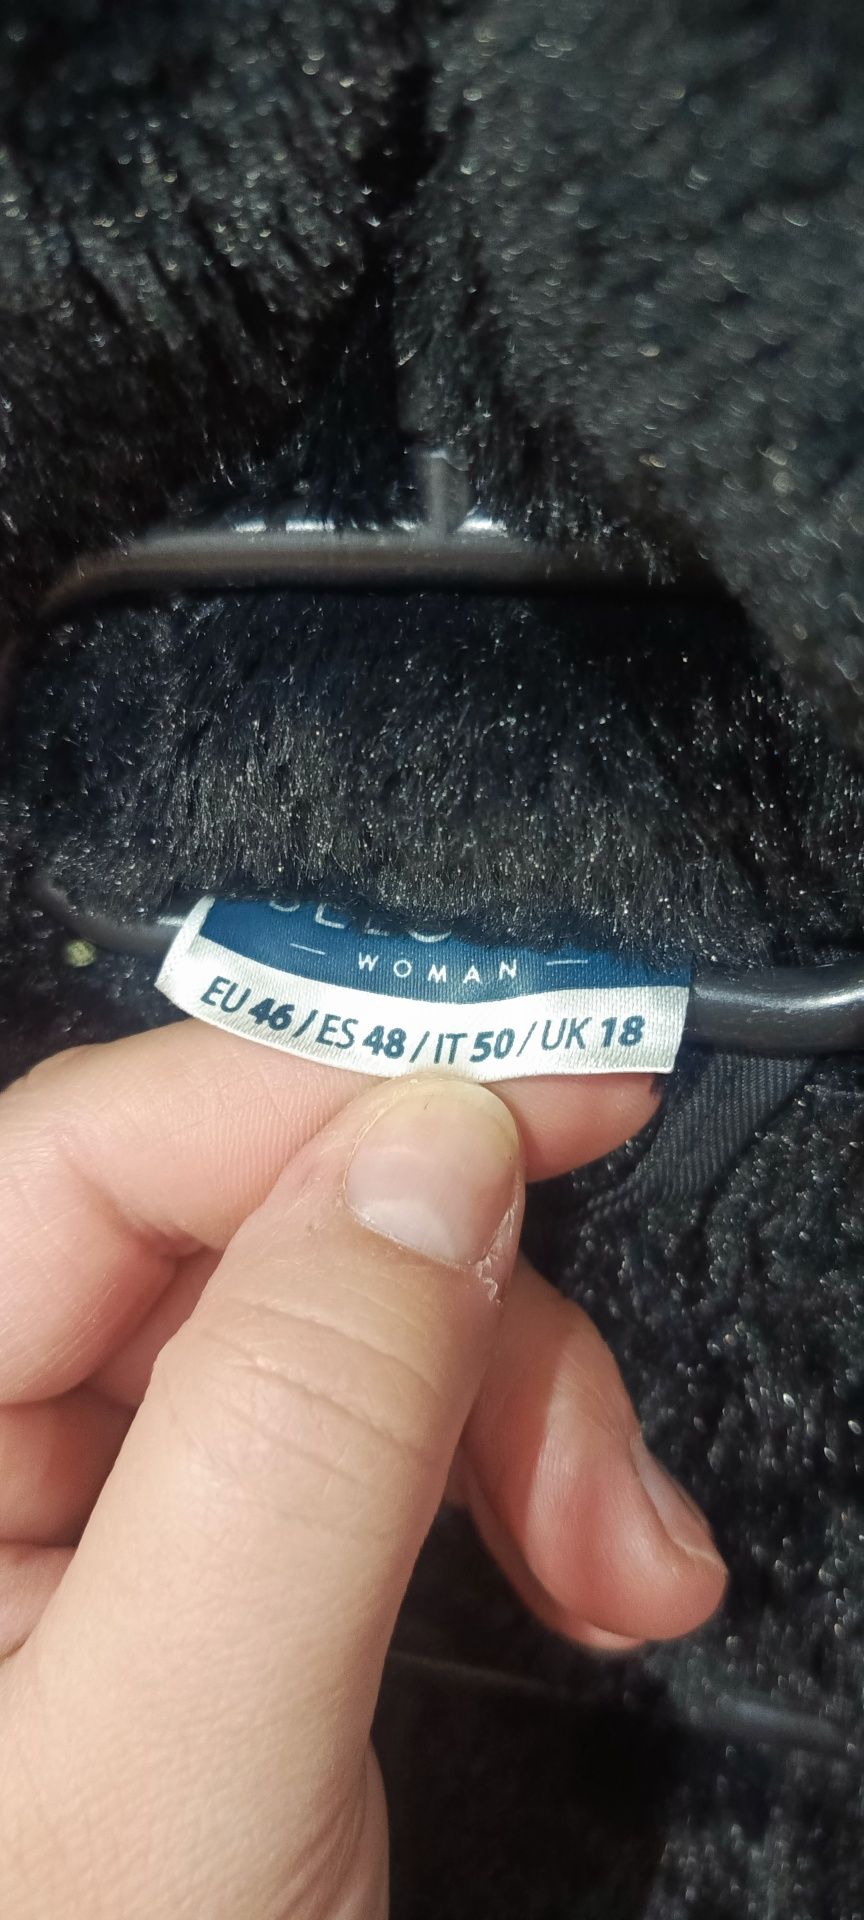 — WOMAN —
EU 46 / ES 48 / IT 50 / UK 18